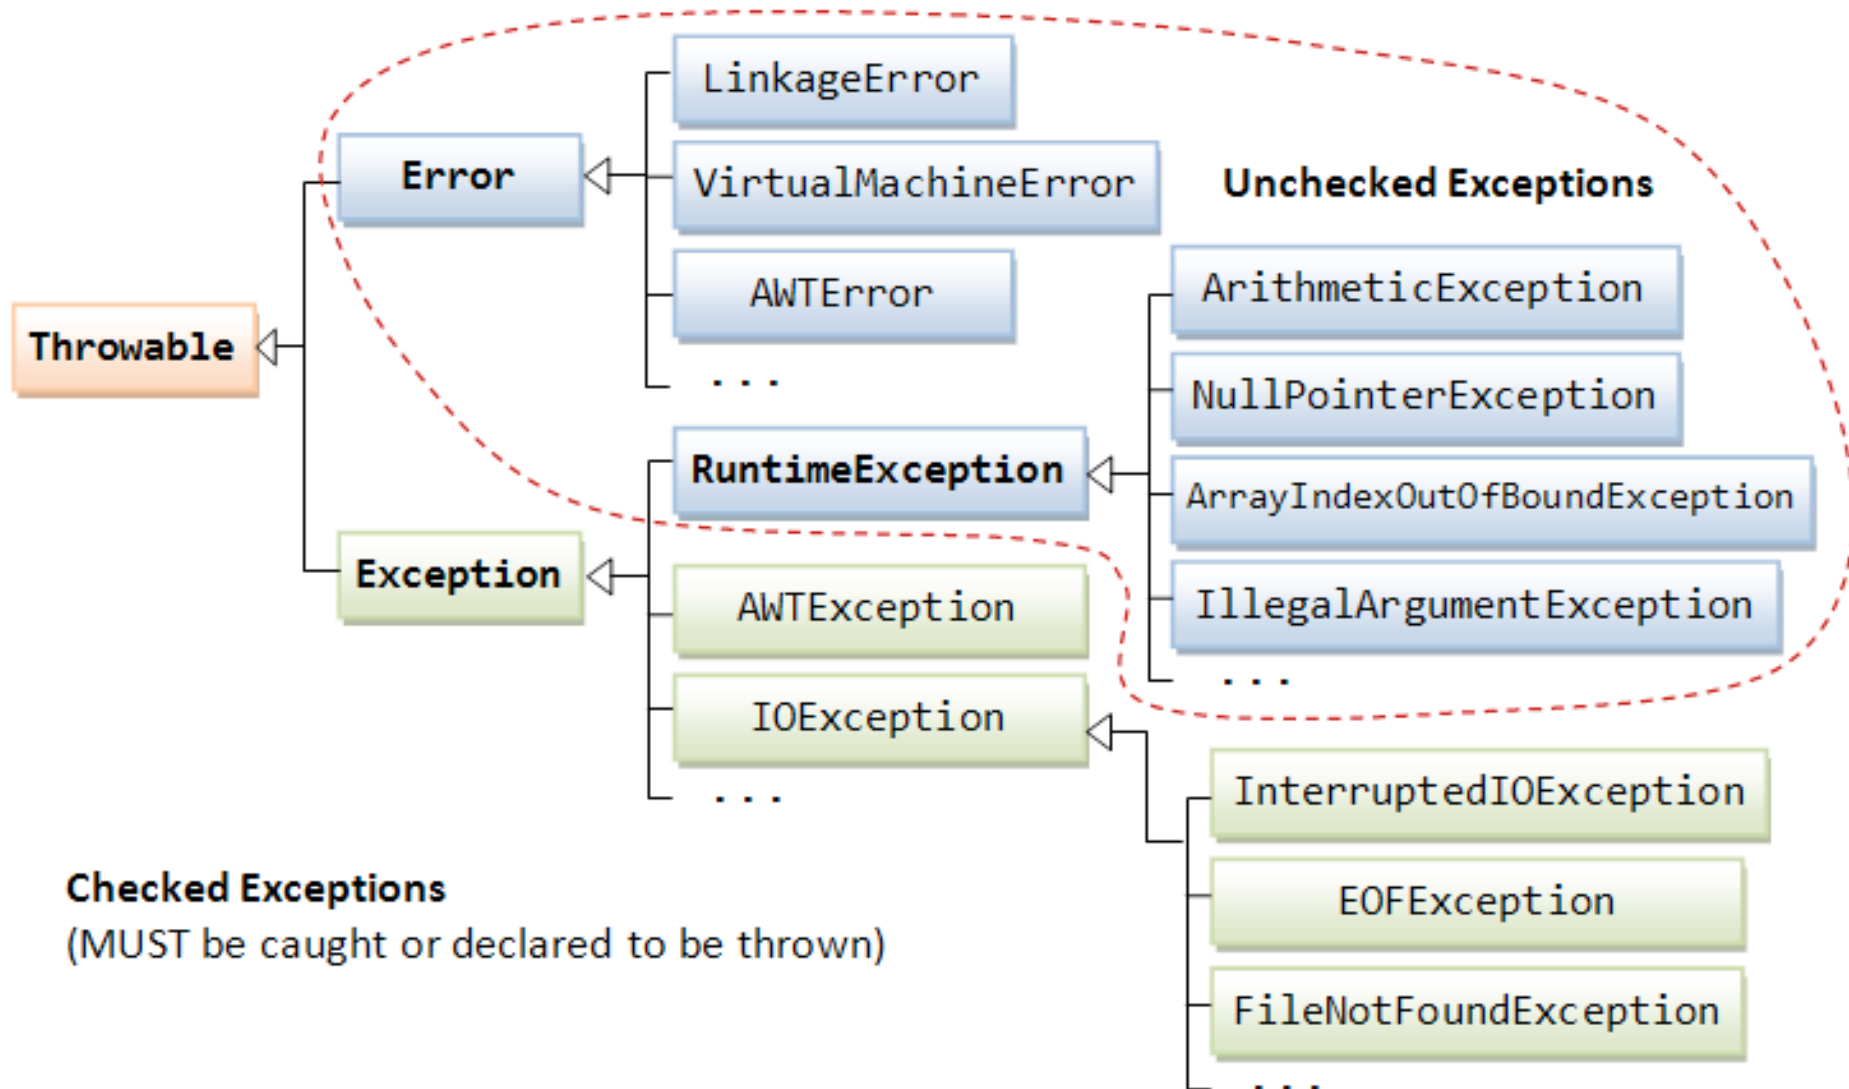 LinkageError
Error
VirtualMachineError
Unchecked Exceptions
AWTError
ArithmeticException
Throwable
...
NullPointerException
RuntimeException
ArrayIndexOutOfBoundException
Exception
AWTException
IllegalArgumentException
...
IOException
...
InterruptedIOException
Checked Exceptions
EOFException
(MUST be caught or declared to be thrown)
FileNotFoundException
...